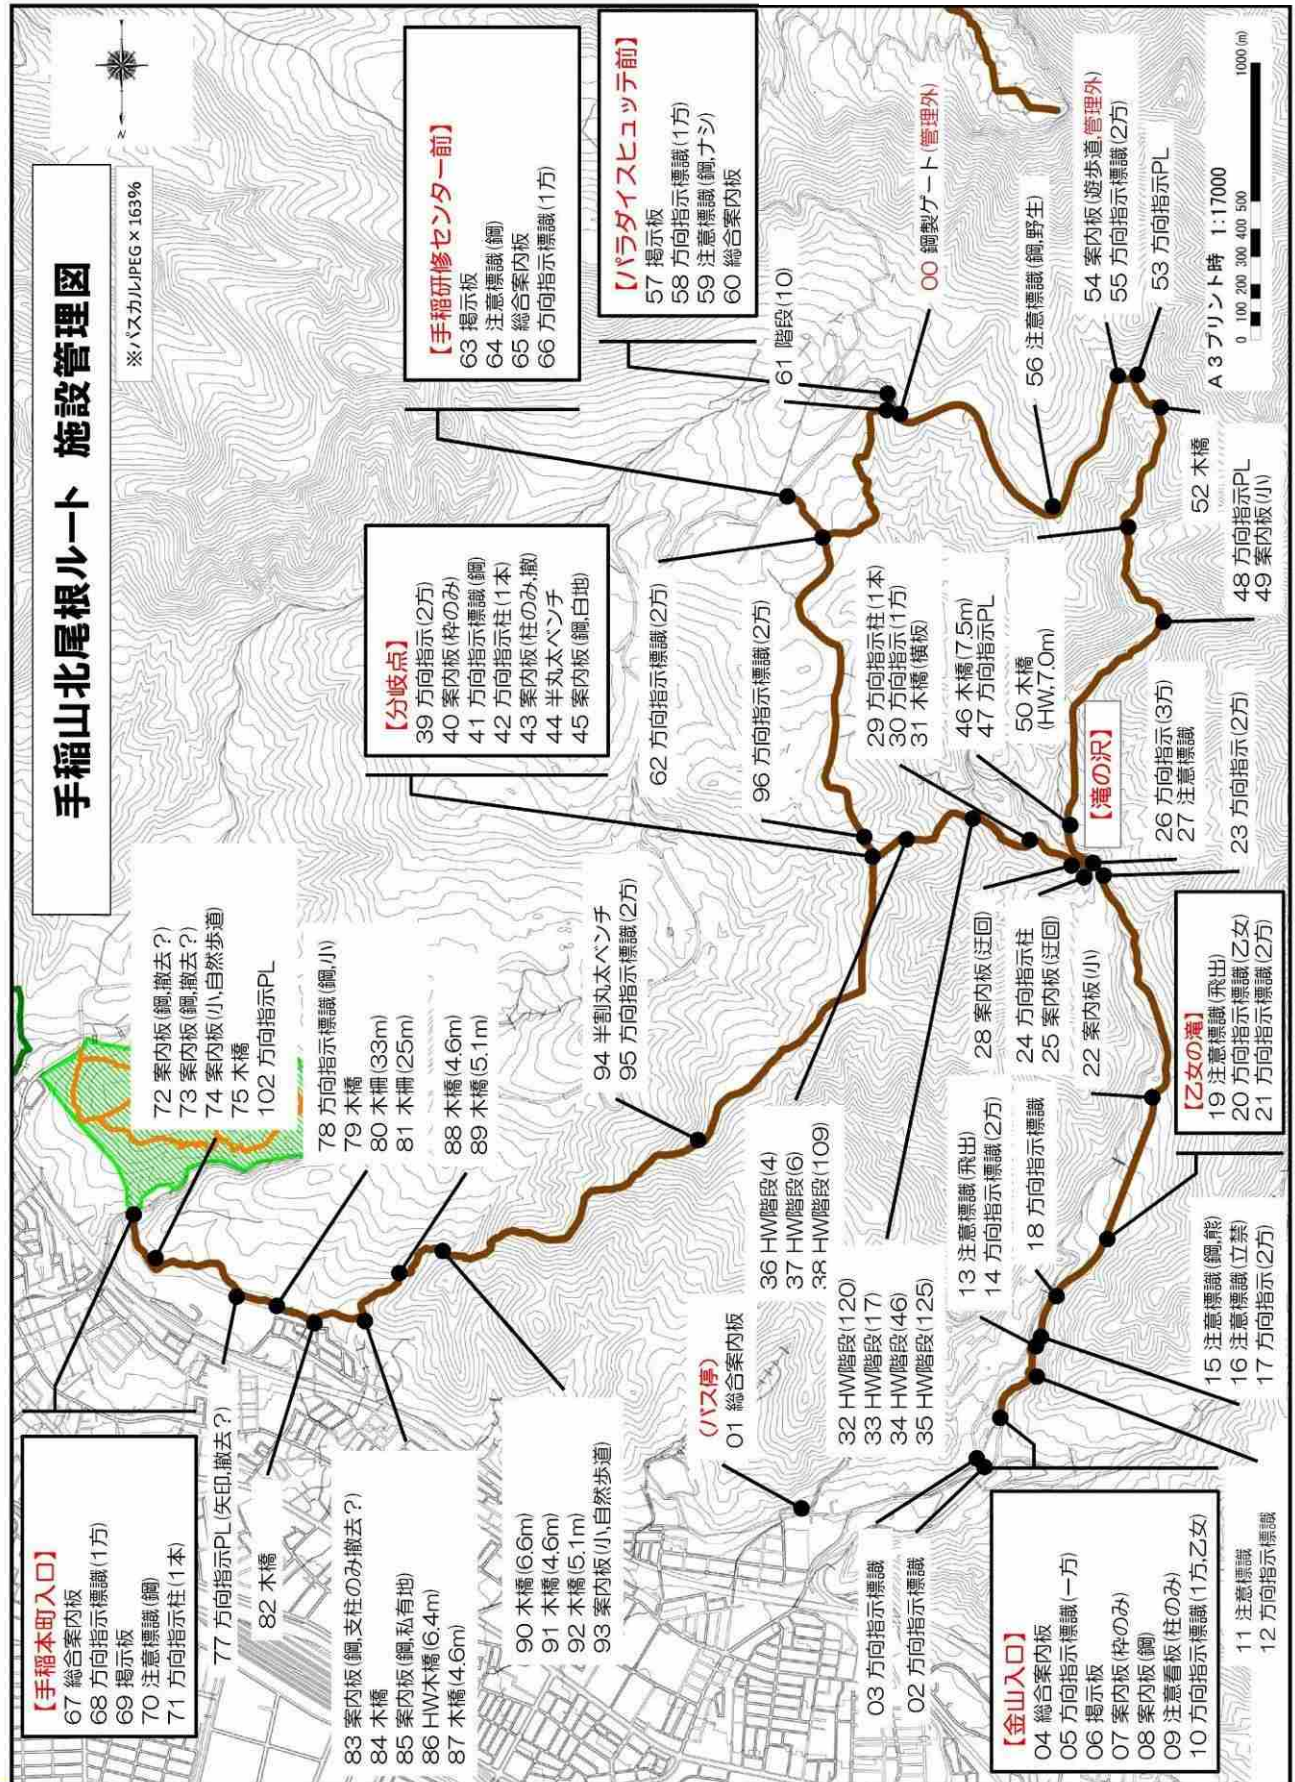 手稲山北尾根ルート 施設管理図
※パスカルJPEG×163%
N
【手稲本町入口】
67 総合案内板
68 方向指示標識(1方)
69 掲示板
70 注意標識(鋼)
71 方向指示柱(1本)
72 案内板(鋼,撤去?)
73 案内板(鋼,撤去?)
74 案内板(小,自然歩道)
75 木橋
102 方向指示PL
77 方向指示PL(矢印,撤去?)
78 方向指示標識(鋼,小)
79 木橋
80 木柵(33m)
81 木柵(25m)
82 木橋
83 案内板(鋼,支柱のみ撤去?)
84 木橋
85 案内板(鋼,私有地)
86 HW木橋(6.4m)
87 木橋(4.6m)
88 木橋(4.6m)
89 木橋(5.1m)
90 木橋(6.6m)
91 木橋(4.6m)
92 木橋(5.1m)
93 案内板(小,自然歩道)
94 半割丸太ベンチ
95 方向指示標識(2方)
【分岐点】
39 方向指示(2方)
40 案内板(枠のみ)
41 方向指示標識(鋼)
42 方向指示柱(1本)
43 案内板(柱のみ,撤)
44 半丸太ベンチ
45 案内板(鋼,白地)
【手稲研修センター前】
63 掲示板
64 注意標識(鋼)
65 総合案内板
66 方向指示標識(1方)
【パラダイスヒュッテ前】
57 掲示板
58 方向指示標識(1方)
59 注意標識(鋼,ナシ)
60 総合案内板
61 階段(10)
62 方向指示標識(2方)
96 方向指示標識(2方)
00 鋼製ゲート(管理外)
56 注意標識(鋼,野生)
54 案内板(遊歩道,管理外)
55 方向指示標識(2方)
53 方向指示PL
52 木橋
48 方向指示PL
49 案内板(小)
29 方向指示柱(1本)
30 方向指示(1方)
31 木橋(横板)
46 木橋(7.5m)
47 方向指示PL
50 木橋
(HW,7.0m)
【滝の沢】
26 方向指示(3方)
27 注意標識
23 方向指示(2方)
28 案内板(迂回)
24 方向指示柱
25 案内板(迂回)
22 案内板(小)
36 HW階段(4)
37 HW階段(6)
38 HW階段(109)
32 HW階段(120)
33 HW階段(17)
34 HW階段(46)
35 HW階段(125)
【乙女の滝】
19 注意標識(飛出)
20 方向指示標識(乙女)
21 方向指示標識(2方)
13 注意標識(飛出)
14 方向指示標識(2方)
18 方向指示標識
15 注意標識(鋼,熊)
16 注意標識(立禁)
17 方向指示(2方)
(バス停)
01 総合案内板
03 方向指示標識
02 方向指示標識
【金山入口】
04 総合案内板
05 方向指示標識(一方)
06 掲示板
07 案内板(枠のみ)
08 案内板(鋼)
09 注意看板(柱のみ)
10 方向指示標識(1方,乙女)
11 注意標識
12 方向指示標識
A3プリント時 1:17000
0 100 200 300 400 500 1000(m)